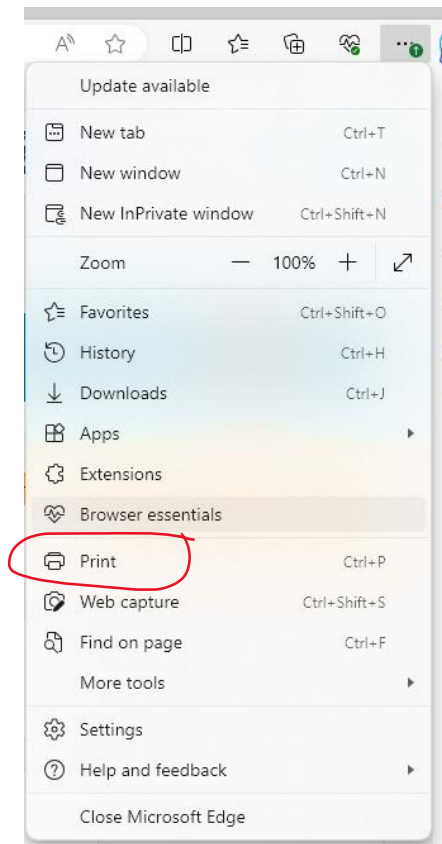 A
Update available
New tab Ctrl+T
New window Ctrl+N
New InPrivate window Ctrl+Shift+N
Zoom — 100% +
Favorites Ctrl+Shift+O
History Ctrl+H
Downloads Ctrl+J
Apps
Extensions
Browser essentials
Print Ctrl+P
Web capture Ctrl+Shift+S
Find on page Ctrl+F
More tools
Settings
Help and feedback
Close Microsoft Edge